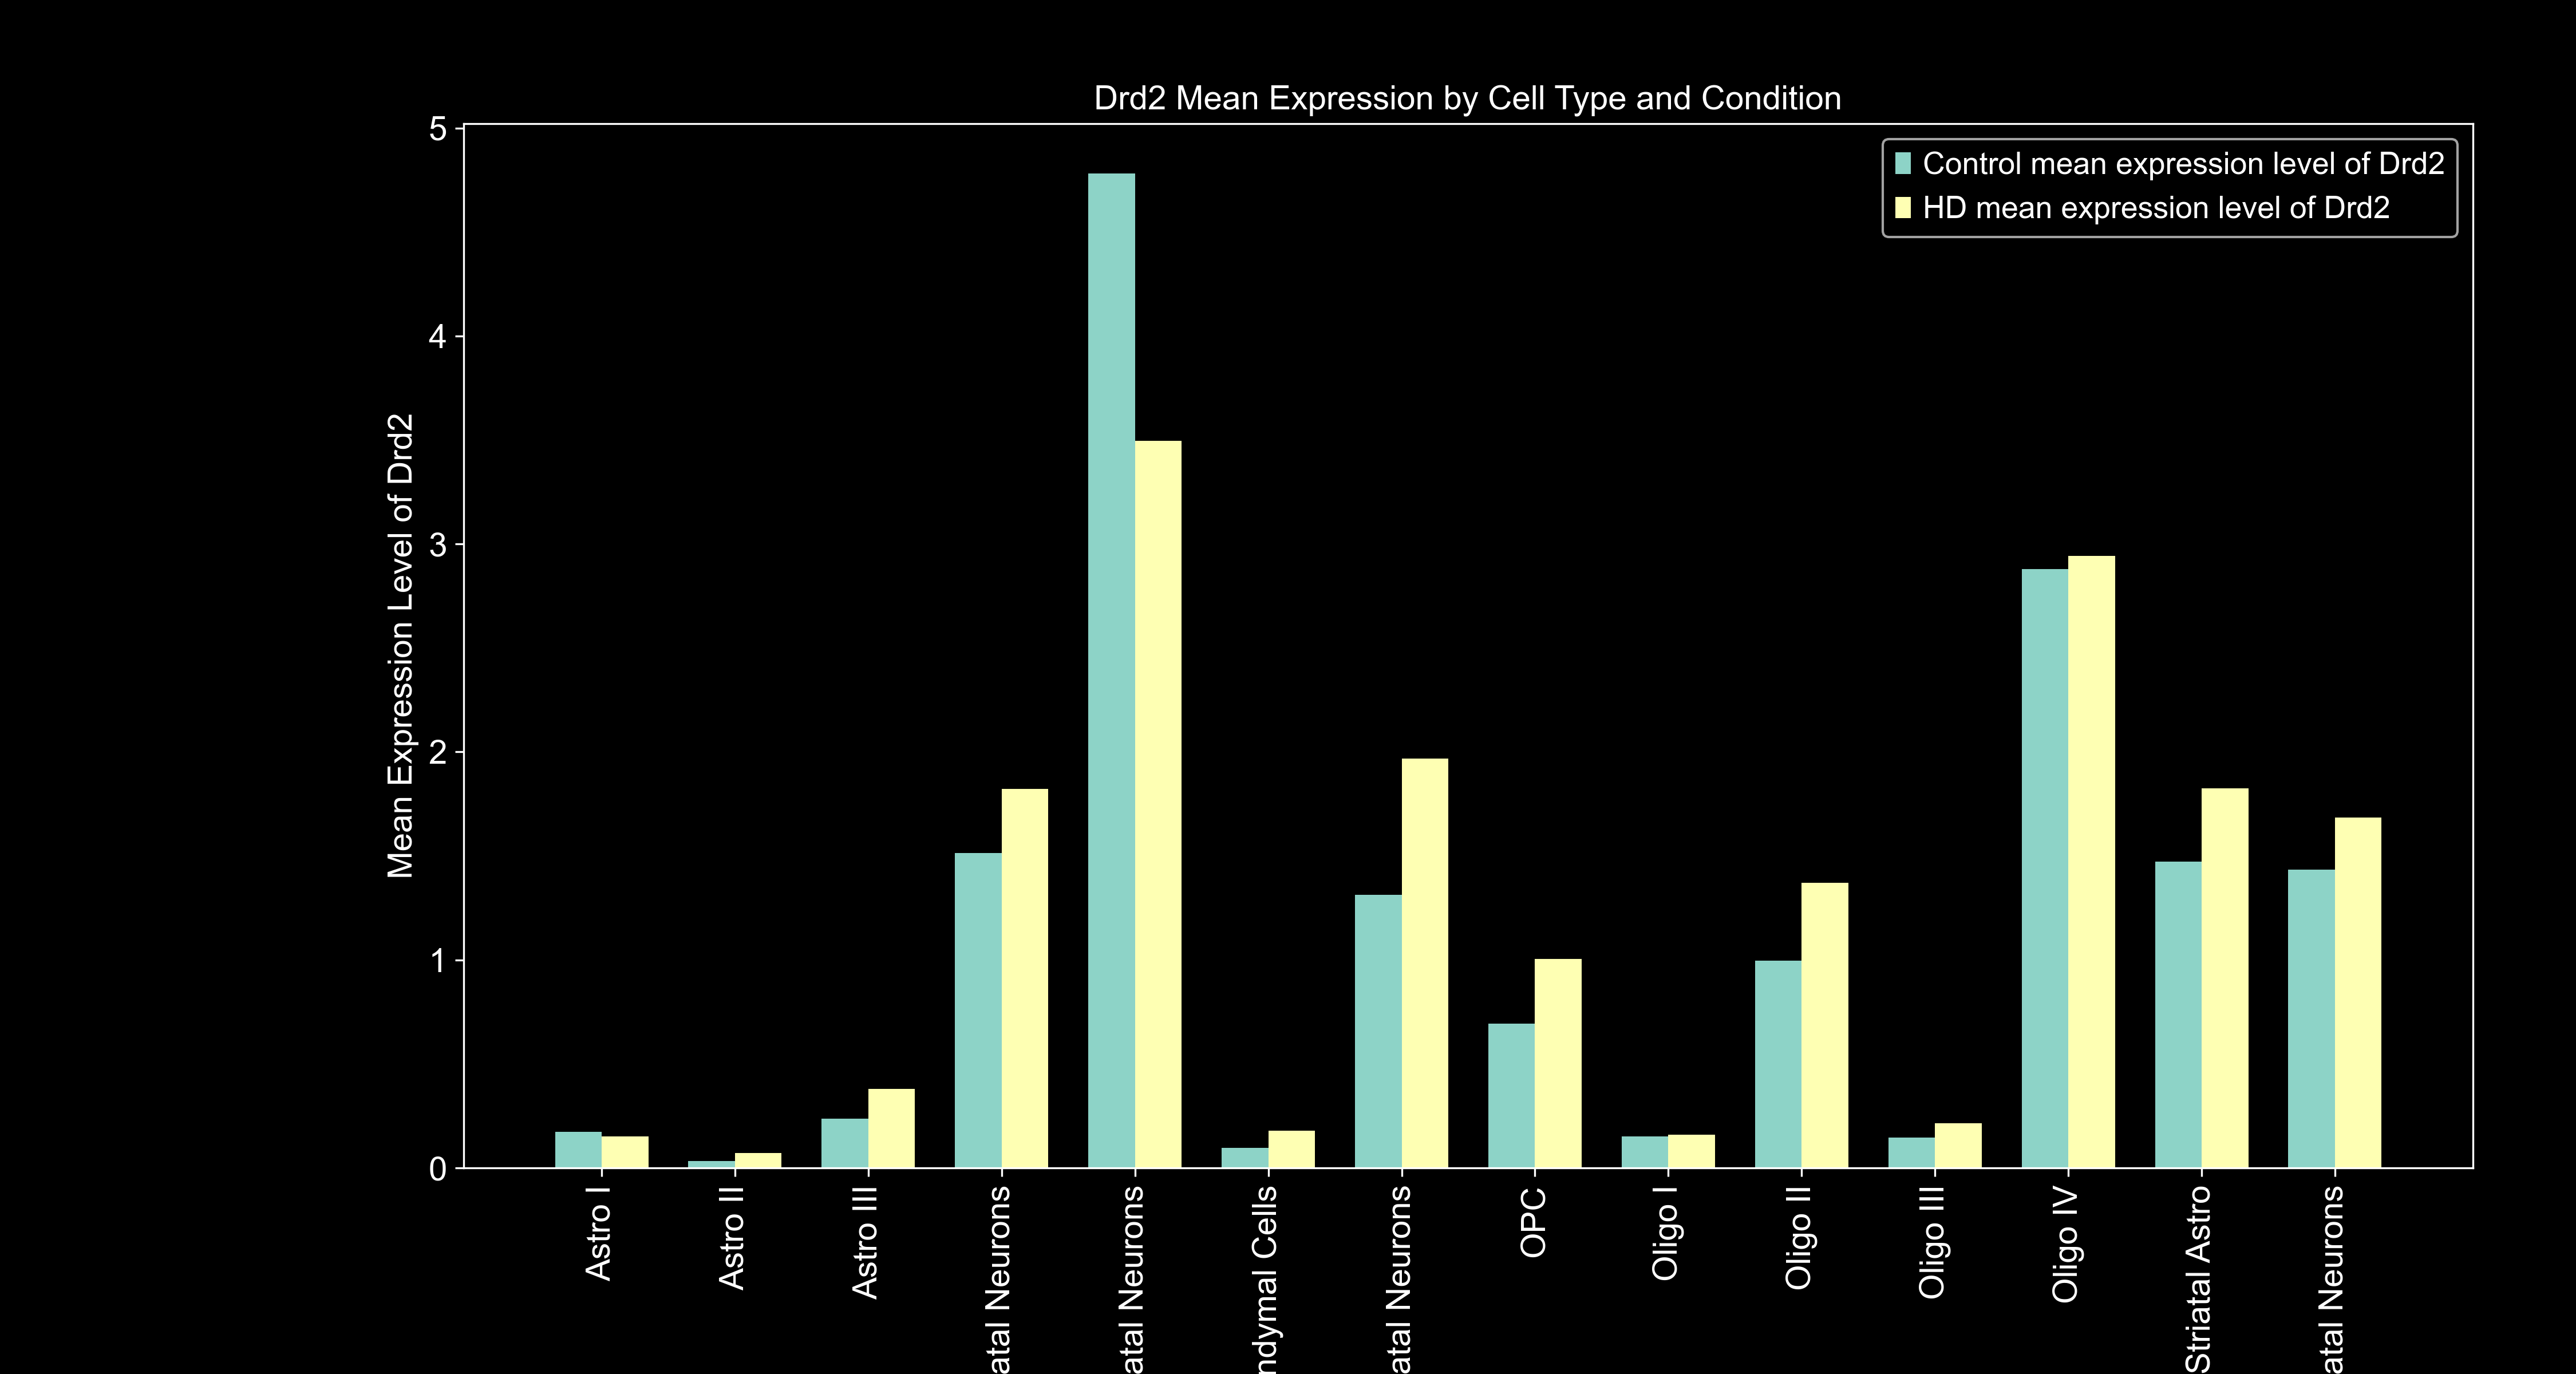 Drd2 Mean Expression by Cell Type and Condition
Control mean expression level of Drd2
HD mean expression level of Drd2
Mean Expression Level of Drd2
5
4
3
2
1
0
Astro I
Astro II
Astro III
atal Neurons
atal Neurons
ndymal Cells
atal Neurons
OPC
Oligo I
Oligo II
Oligo III
Oligo IV
Striatal Astro
atal Neurons